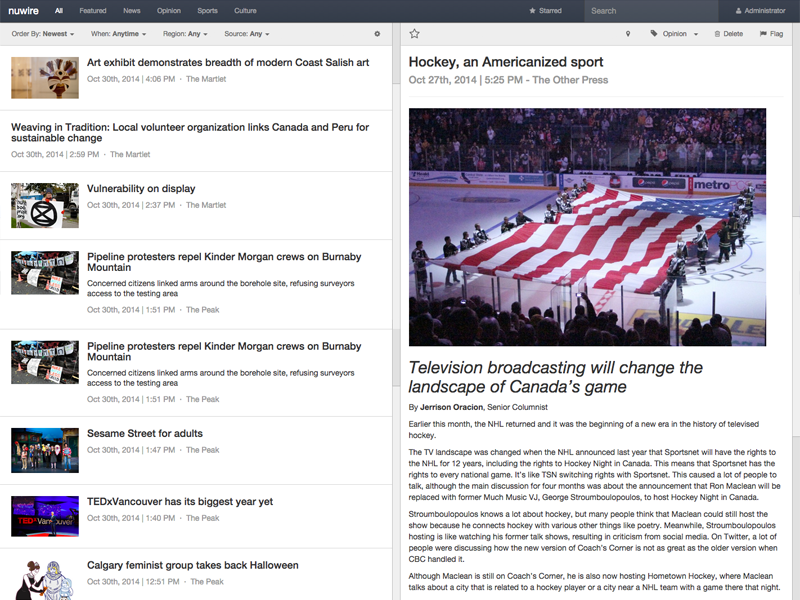 nuwire All Featured News Opinion Sports Culture Starred Search Administrator
Order By: Newest When: Anytime Region: Any Source: Any
Art exhibit demonstrates breadth of modern Coast Salish art
Oct 30th, 2014 | 4:06 PM · The Martlet
Weaving in Tradition: Local volunteer organization links Canada and Peru for
sustainable change
Oct 30th, 2014 | 2:59 PM · The Martlet
Vulnerability on display
Oct 30th, 2014 | 2:37 PM · The Martlet
Pipeline protesters repel Kinder Morgan crews on Burnaby
Mountain
Concerned citizens linked arms around the borehole site, refusing surveyors
access to the testing area
Oct 30th, 2014 | 1:51 PM · The Peak
Pipeline protesters repel Kinder Morgan crews on Burnaby
Mountain
Concerned citizens linked arms around the borehole site, refusing surveyors
access to the testing area
Oct 30th, 2014 | 1:51 PM · The Peak
Sesame Street for adults
Oct 30th, 2014 | 1:47 PM · The Peak
TEDxVancouver
TEDxVancouver has its biggest year yet
Oct 30th, 2014 | 1:40 PM · The Peak
Calgary feminist group takes back Halloween
Oct 30th, 2014 | 12:51 PM · The Peak
Opinion Delete Flag
Hockey, an Americanized sport
Oct 27th, 2014 | 5:25 PM - The Other Press
pepsi metro
Television broadcasting will change the
landscape of Canada's game
By Jerrison Oracion, Senior Columnist
Earlier this month, the NHL returned and it was the beginning of a new era in the history of televised
hockey.
The TV landscape was changed when the NHL announced last year that Sportsnet will have the rights to
the NHL for 12 years, including the rights to Hockey Night in Canada. This means that Sportsnet has the
rights to every national game. It's like TSN switching rights with Sportsnet. This caused a lot of people to
talk, although the main discussion for four months was about the announcement that Ron Maclean will be
replaced with former Much Music VJ, George Stroumboulopoulos, to host Hockey Night in Canada.
Stroumboulopoulos knows a lot about hockey, but many people think that Maclean could still host the
show because he connects hockey with various other things like poetry. Meanwhile, Stroumboulopoulos
hosting is like watching his former talk shows, resulting in criticism from social media. On Twitter, a lot of
people were discussing how the new version of Coach's Corner is not as great as the older version when
CBC handled it.
Although Maclean is still on Coach's Corner, he is also now hosting Hometown Hockey, where Maclean
talks about a city that is related to a hockey player or a city near a NHL team with a game there that night.